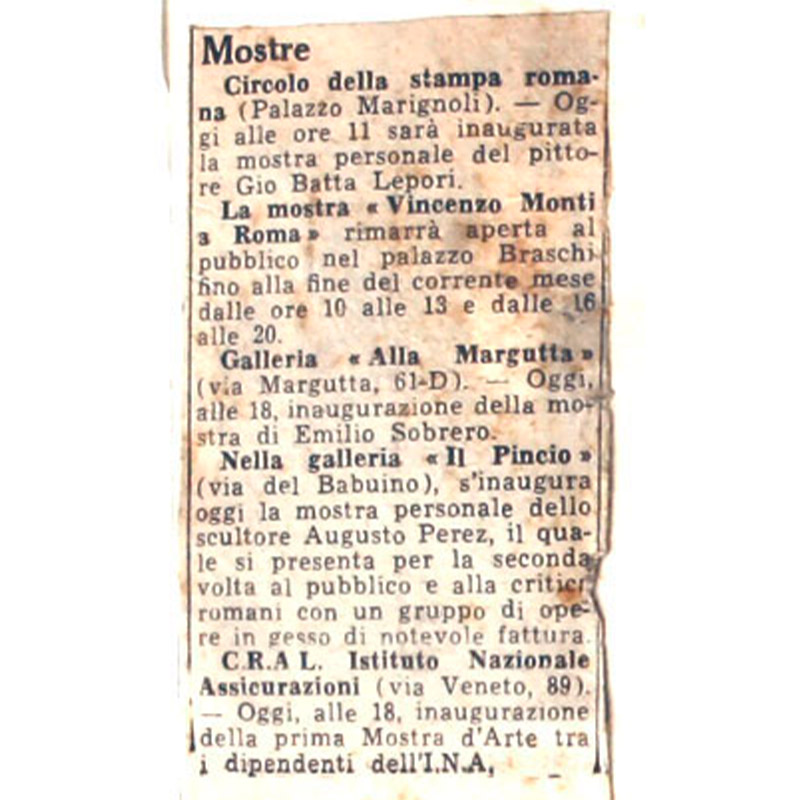 Mostre
Circolo della stampa roma-
na (Palazzo Marignoli). — Og-
gi alle ore 11 sarà inaugurata
la mostra personale del pitto-
re Gio Batta Lepori.
La mostra « Vincenzo Monti
a Roma » rimarrà aperta al
pubblico nel palazzo Braschi
fino alla fine del corrente mese
dalle ore 10 alle 13 e dalle 16
alle 20.
Galleria « Alla Margutta »
(via Margutta, 61-D). — Oggi,
alle 18, inaugurazione della mo-
stra di Emilio Sobrero.
Nella galleria « Il Pincio »
(via del Babuino), s'inaugura
oggi la mostra personale dello
scultore Augusto Perez, il qua-
le si presenta per la seconda
volta al pubblico e alla critici
romani con un gruppo di ope-
re in gesso di notevole fattura.
C.R.A L. Istituto Nazionale
Assicurazioni (via Veneto, 89).
— Oggi, alle 18, inaugurazione
della prima Mostra d'Arte tra
i dipendenti dell'I.N.A,